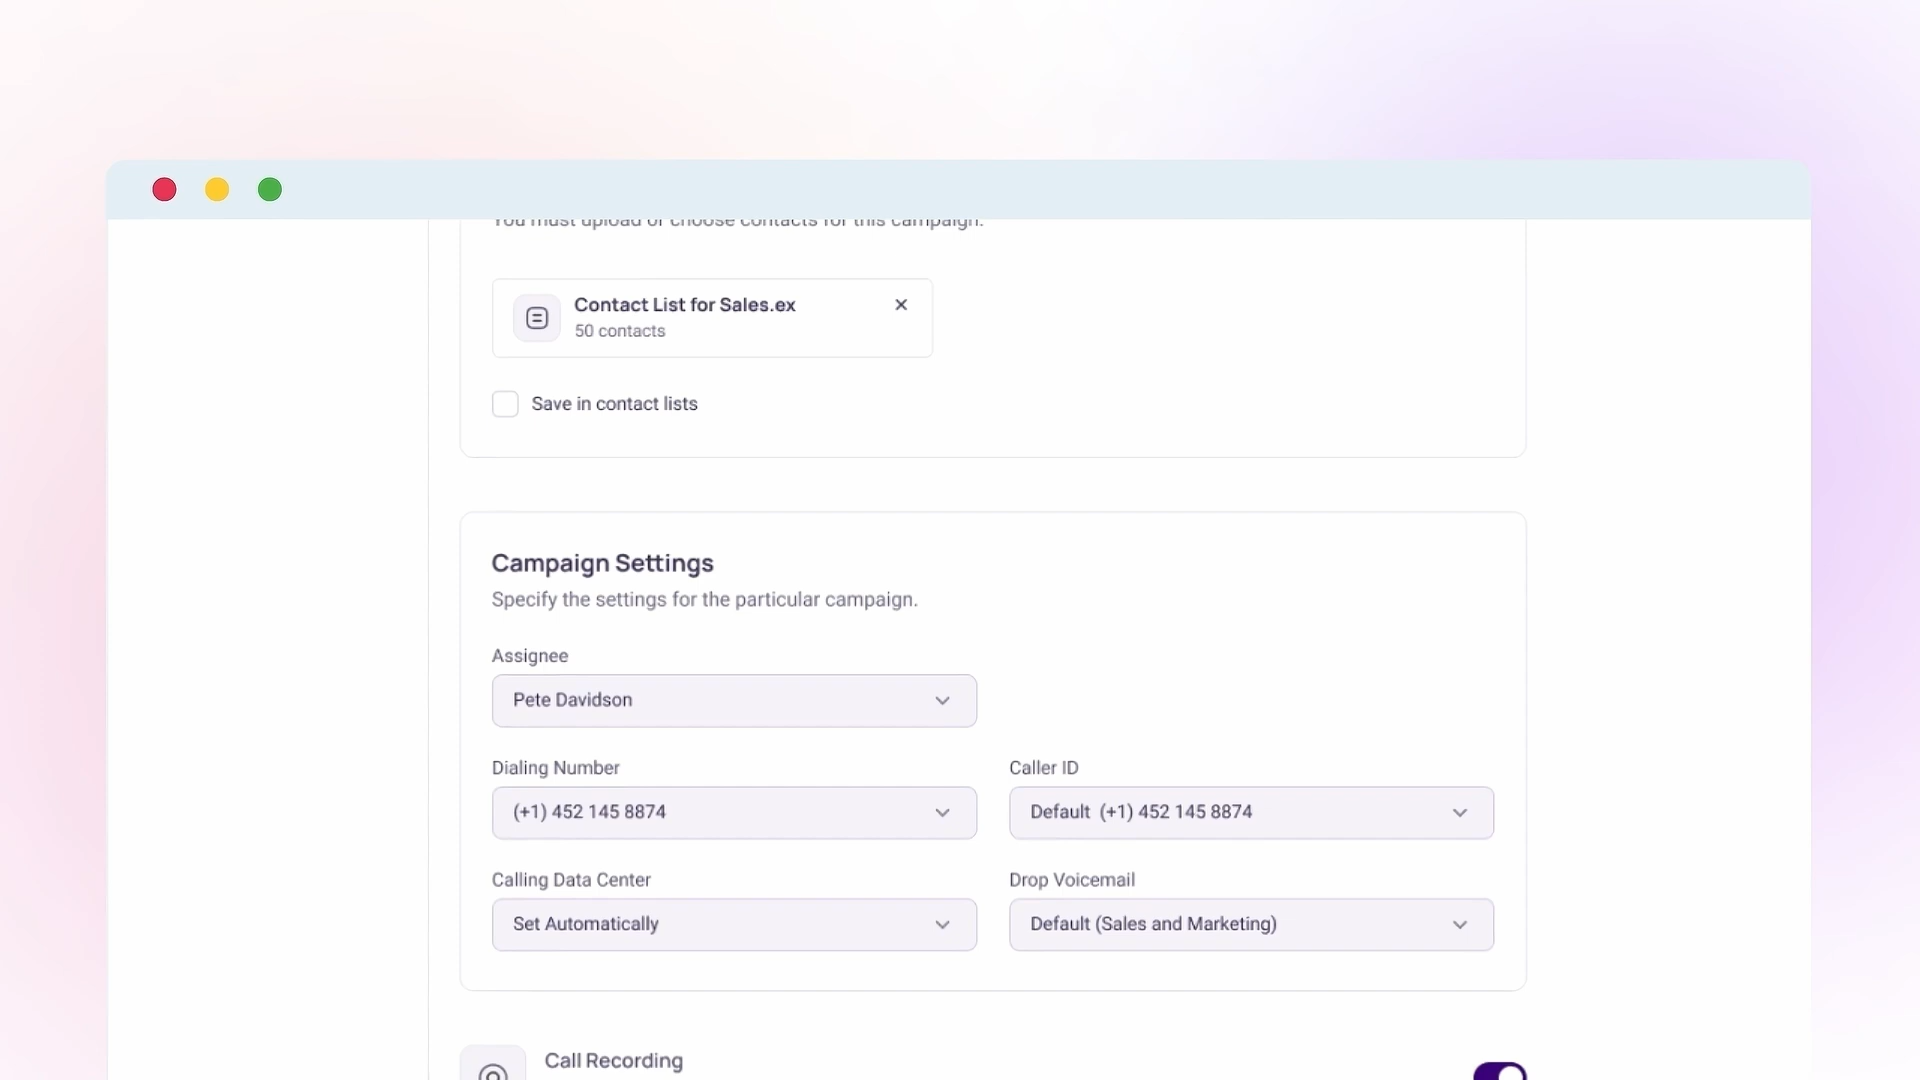 You must upload or choose contacts for this campaign.
Contact List for Sales.ex
50 contacts
Save in contact lists
Campaign Settings
Specify the settings for the particular campaign.
Assignee
Pete Davidson
Dialing Number
Caller ID
(+1) 452 145 8874
Default (+1) 452 145 8874
Calling Data Center
Drop Voicemail
Set Automatically
Default (Sales and Marketing)
Call Recording